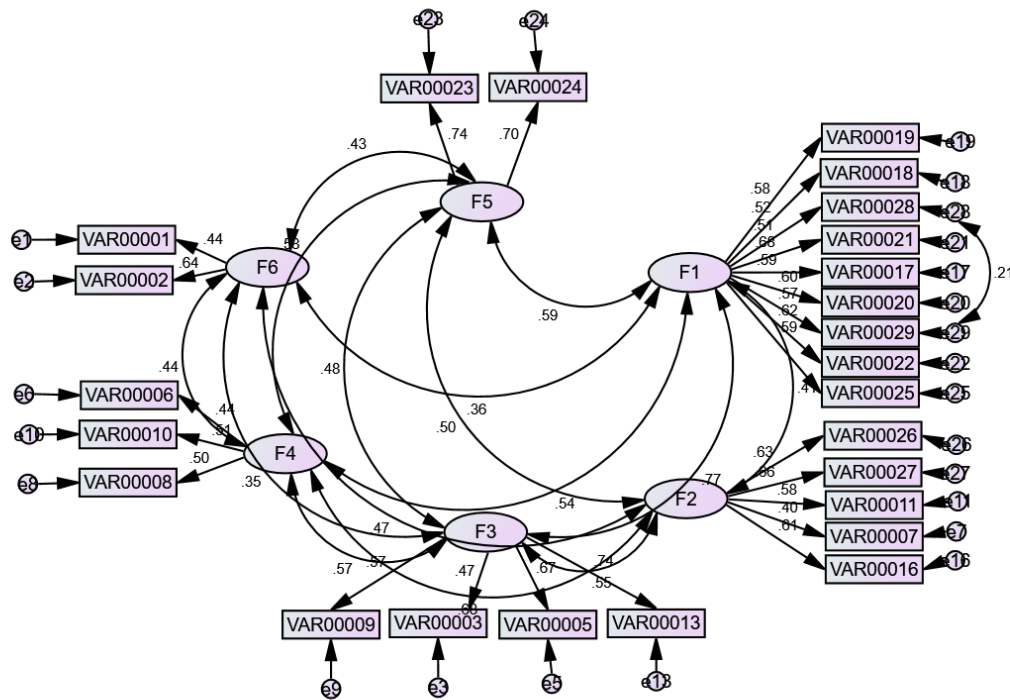 e23
e24
VAR00023
VAR00024
.74
.70
.43
VAR00019
e19
VAR00018
e18
VAR00028
e28
VAR00021
e21
VAR00017
e17
VAR00020
e20
VAR00029
e29
VAR00022
e22
VAR00025
e25
.58
.52
.51
.68
.59
.60
.57
.62
.59
.41
.21
F5
F1
F6
e1
VAR00001
.44
e2
VAR00002
.64
.59
.48
.36
.50
.44
e6
VAR00006
.44
e10
VAR00010
.51
e8
VAR00008
.50
F4
.35
.47
.54
.77
F2
.63
VAR00026
e26
VAR00027
e27
.58
VAR00011
e11
.40
VAR00007
e7
.61
VAR00016
e16
F3
.57
.47
.67
.74
.55
VAR00009
VAR00003
VAR00005
VAR00013
e9
e3
e5
e13